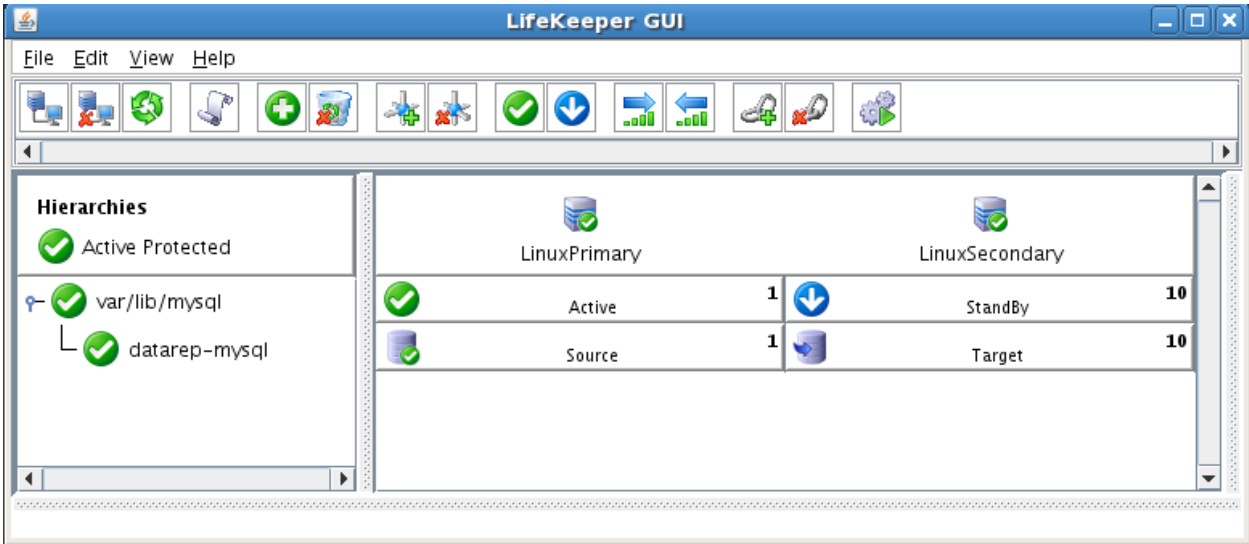 LifeKeeper GUI
File Edit View Help
Hierarchies
Active Protected
LinuxPrimary
LinuxSecondary
var/lib/mysql
Active 1
StandBy 10
datarep-mysql
Source 1
Target 10